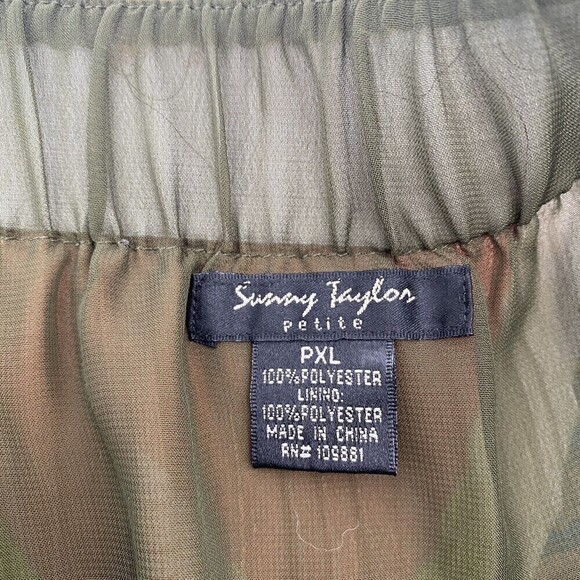 Sunny Taylor
Petite
PXL
100%POLYESTER
LINING:
100%POLYESTER
MADE IN CHINA
RN# 109881